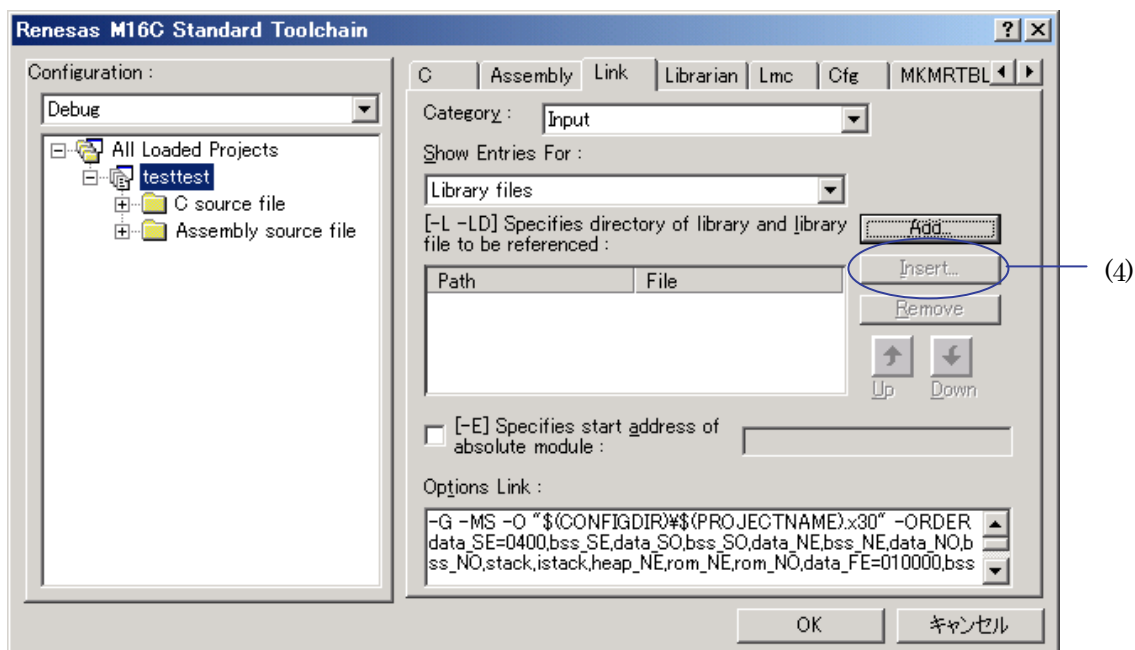 Renesas M16C Standard Toolchain
Configuration :
Debug
All Loaded Projects
testtest
C source file
Assembly source file
C
Assembly
Link
Librarian
Lmc
Cfg
MKMRTBL
Category :
Input
Show Entries For :
Library files
[-L -LD] Specifies directory of library and library
file to be referenced :
Path
File
Add...
Insert...
Remove
Up
Down
(4)
[-E] Specifies start address of
absolute module :
Options Link :
-G -MS -O "$(CONFIGDIR)¥$(PROJECTNAME).x30" -ORDER
data_SE=0400,bss_SE,data_SO,bss_SO,data_NE,bss_NE,data_NO,b
ss_NO,stack,istack,heap_NE,rom_NE,rom_NO,data_FE=010000,bss
OK
キャンセル